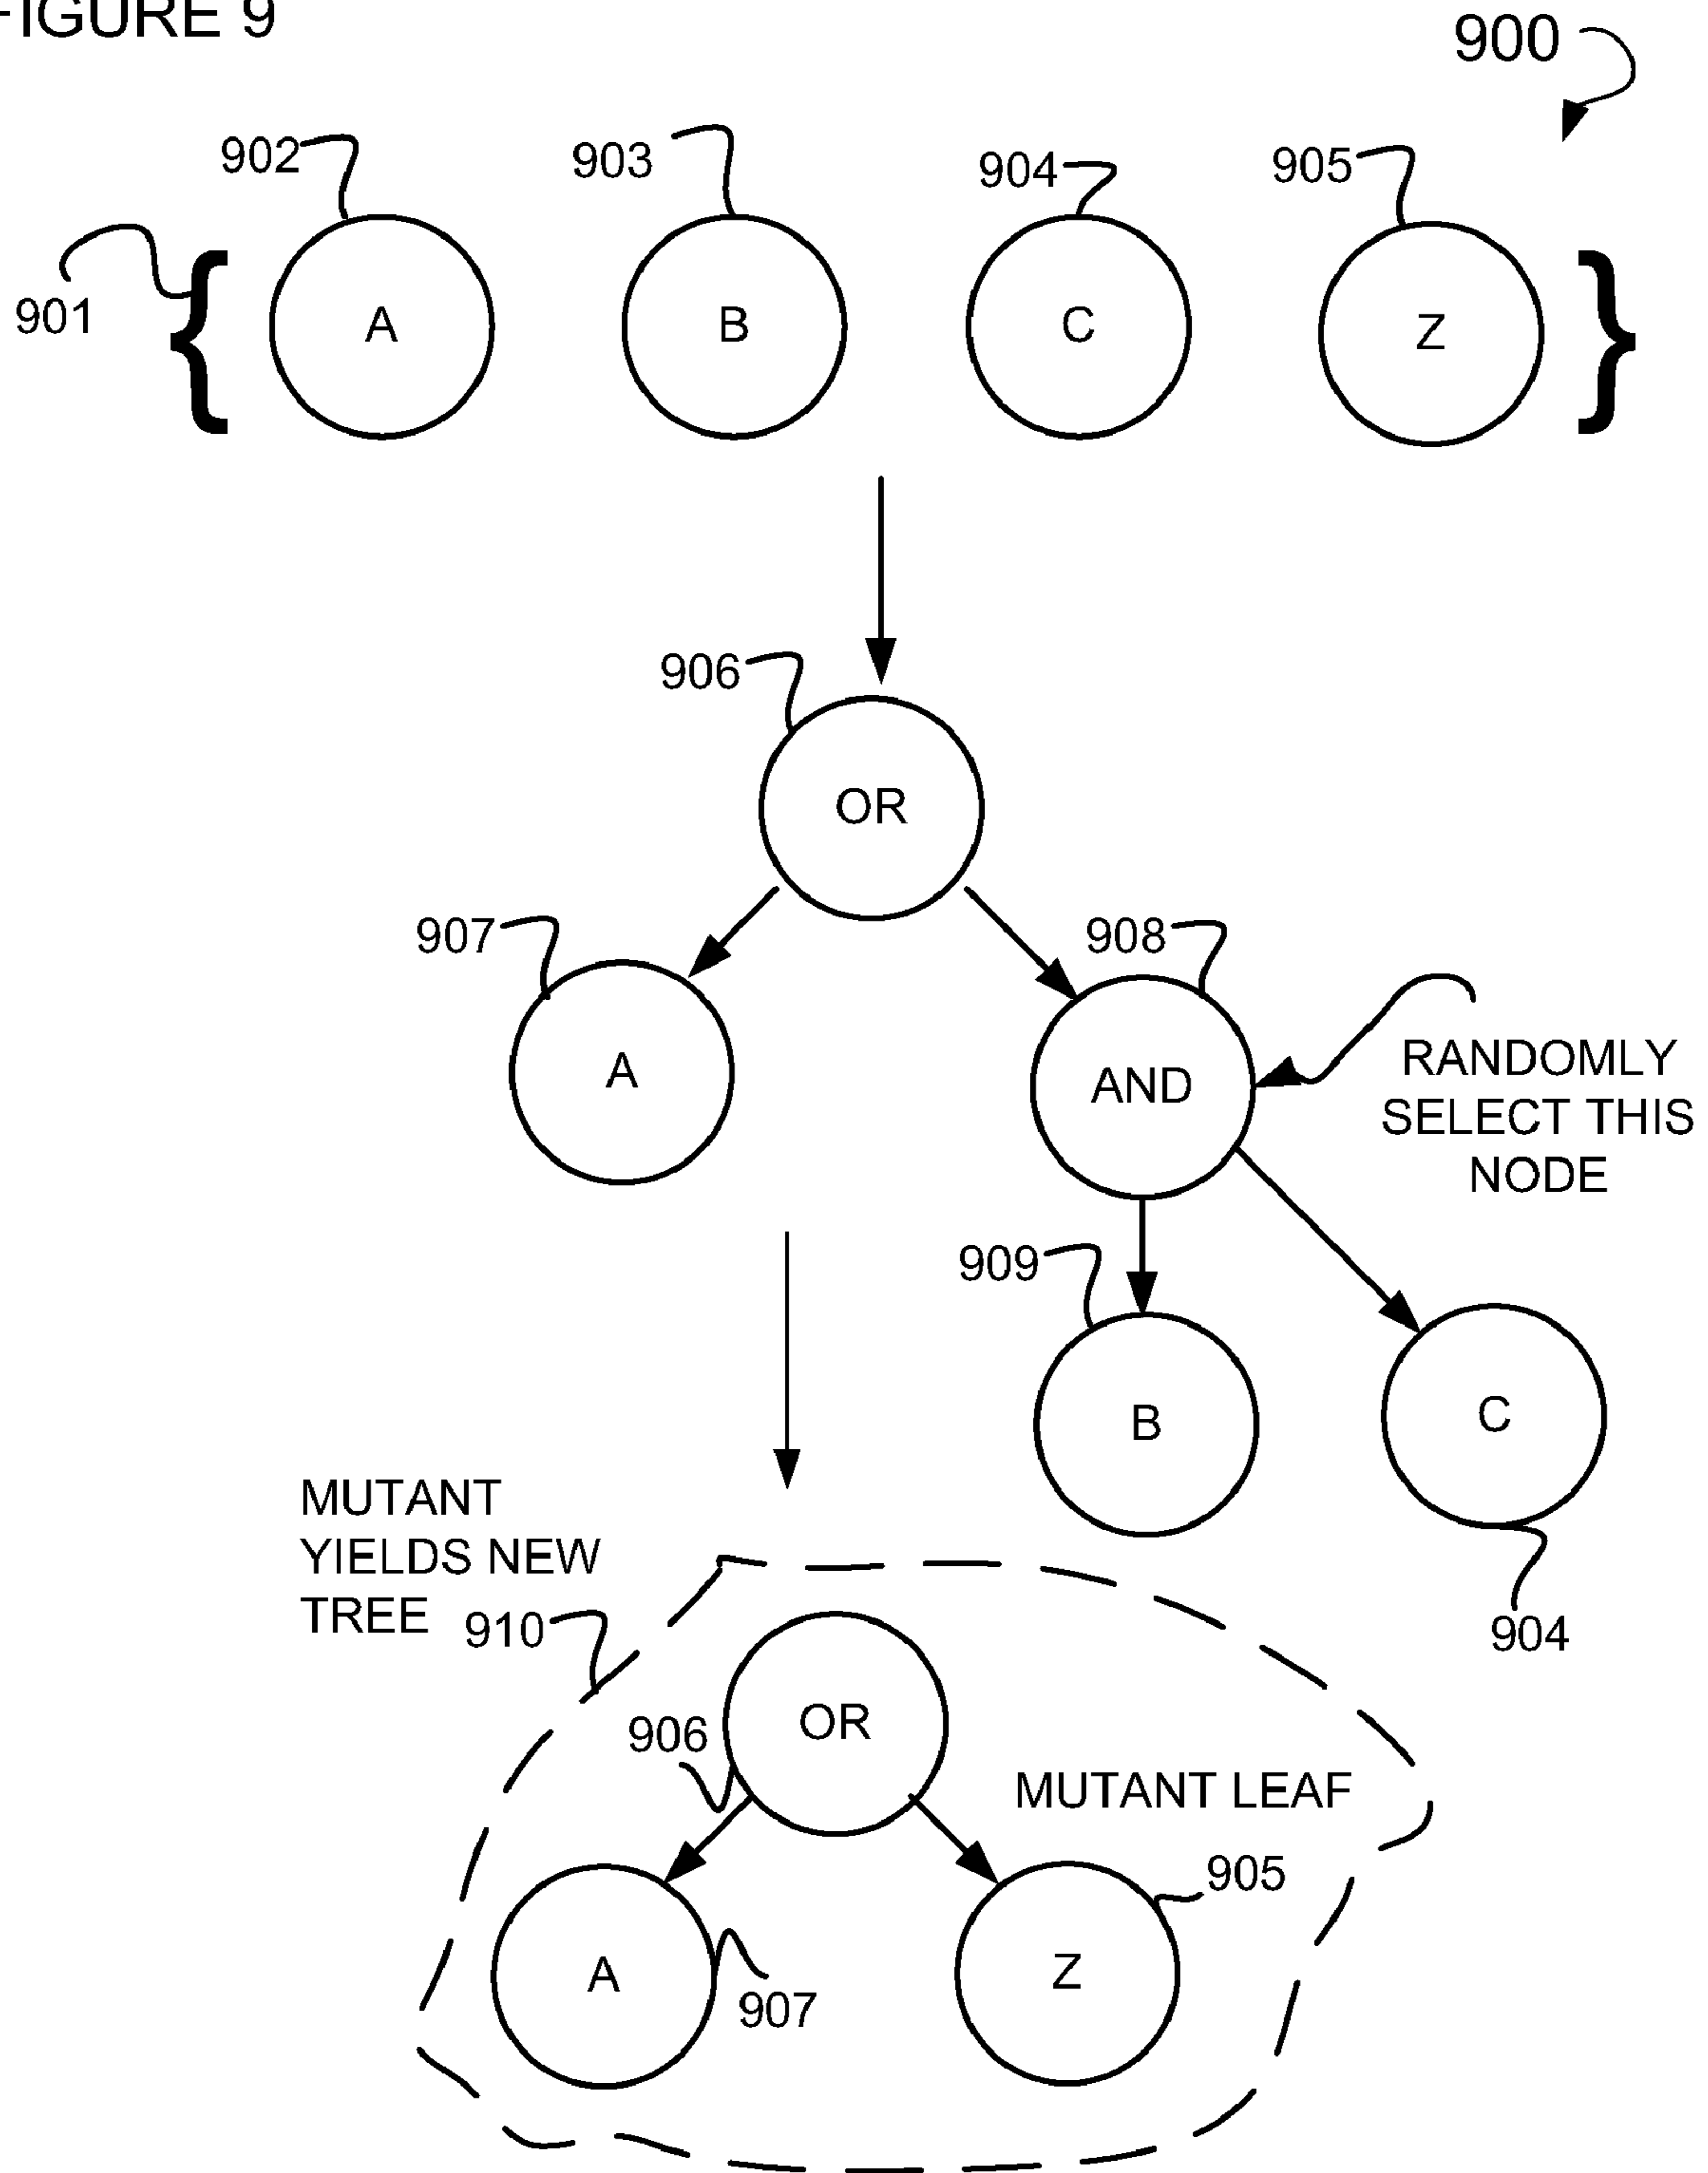 FIGURE 9
900
902
903
904
905
901
{
A
B
C
Z
}
906
OR
907
908
A
AND
RANDOMLY
SELECT THIS
NODE
909
B
C
904
MUTANT
YIELDS NEW
TREE
910
906
OR
MUTANT LEAF
905
A
Z
907